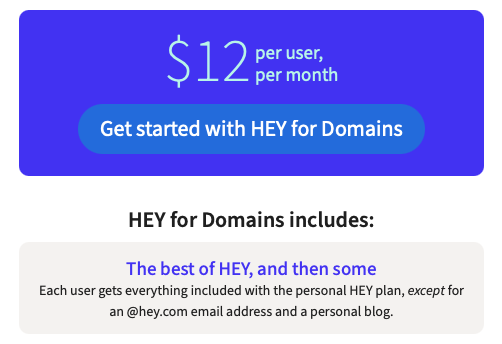 $12 per user,
per month
Get started with HEY for Domains
HEY for Domains includes:
The best of HEY, and then some
Each user gets everything included with the personal HEY plan, except for
an @hey.com email address and a personal blog.